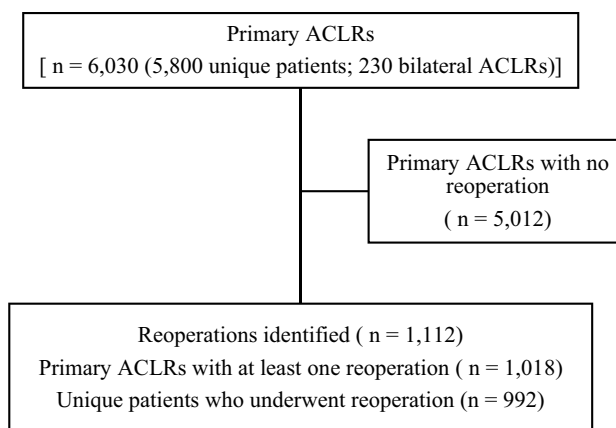 Primary ACLRs
[ n = 6,030 (5,800 unique patients; 230 bilateral ACLRs)]
Primary ACLRs with no
reoperation
( n = 5,012)
Reoperations identified ( n = 1,112)
Primary ACLRs with at least one reoperation ( n = 1,018)
Unique patients who underwent reoperation (n = 992)